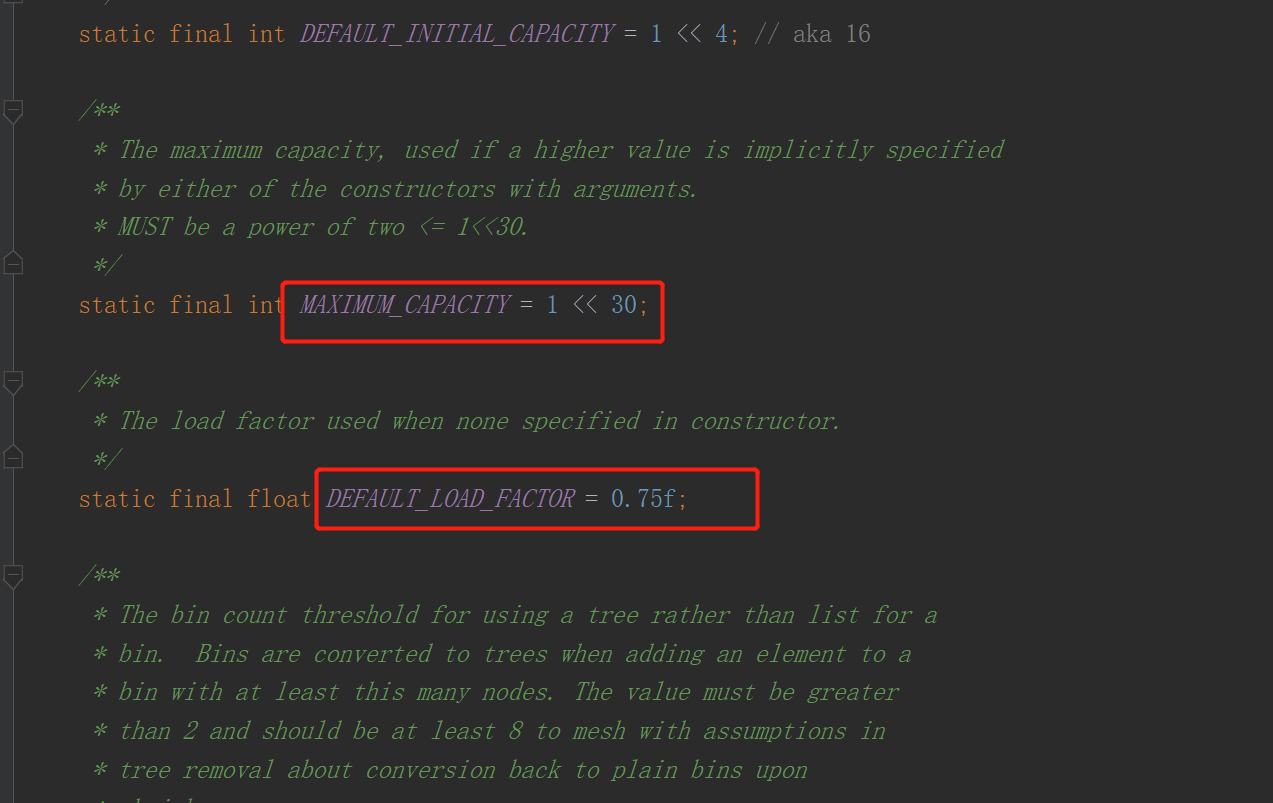 */
static final int DEFAULT_INITIAL_CAPACITY = 1 << 4; // aka 16
/**
* The maximum capacity, used if a higher value is implicitly specified
* by either of the constructors with arguments.
* MUST be a power of two <= 1<<30.
*/
static final int MAXIMUM_CAPACITY = 1 << 30;
/**
* The load factor used when none specified in constructor.
*/
static final float DEFAULT_LOAD_FACTOR = 0.75f;
/**
* The bin count threshold for using a tree rather than list for a
* bin.  Bins are converted to trees when adding an element to a
* bin with at least this many nodes. The value must be greater
* than 2 and should be at least 8 to mesh with assumptions in
* tree removal about conversion back to plain bins upon